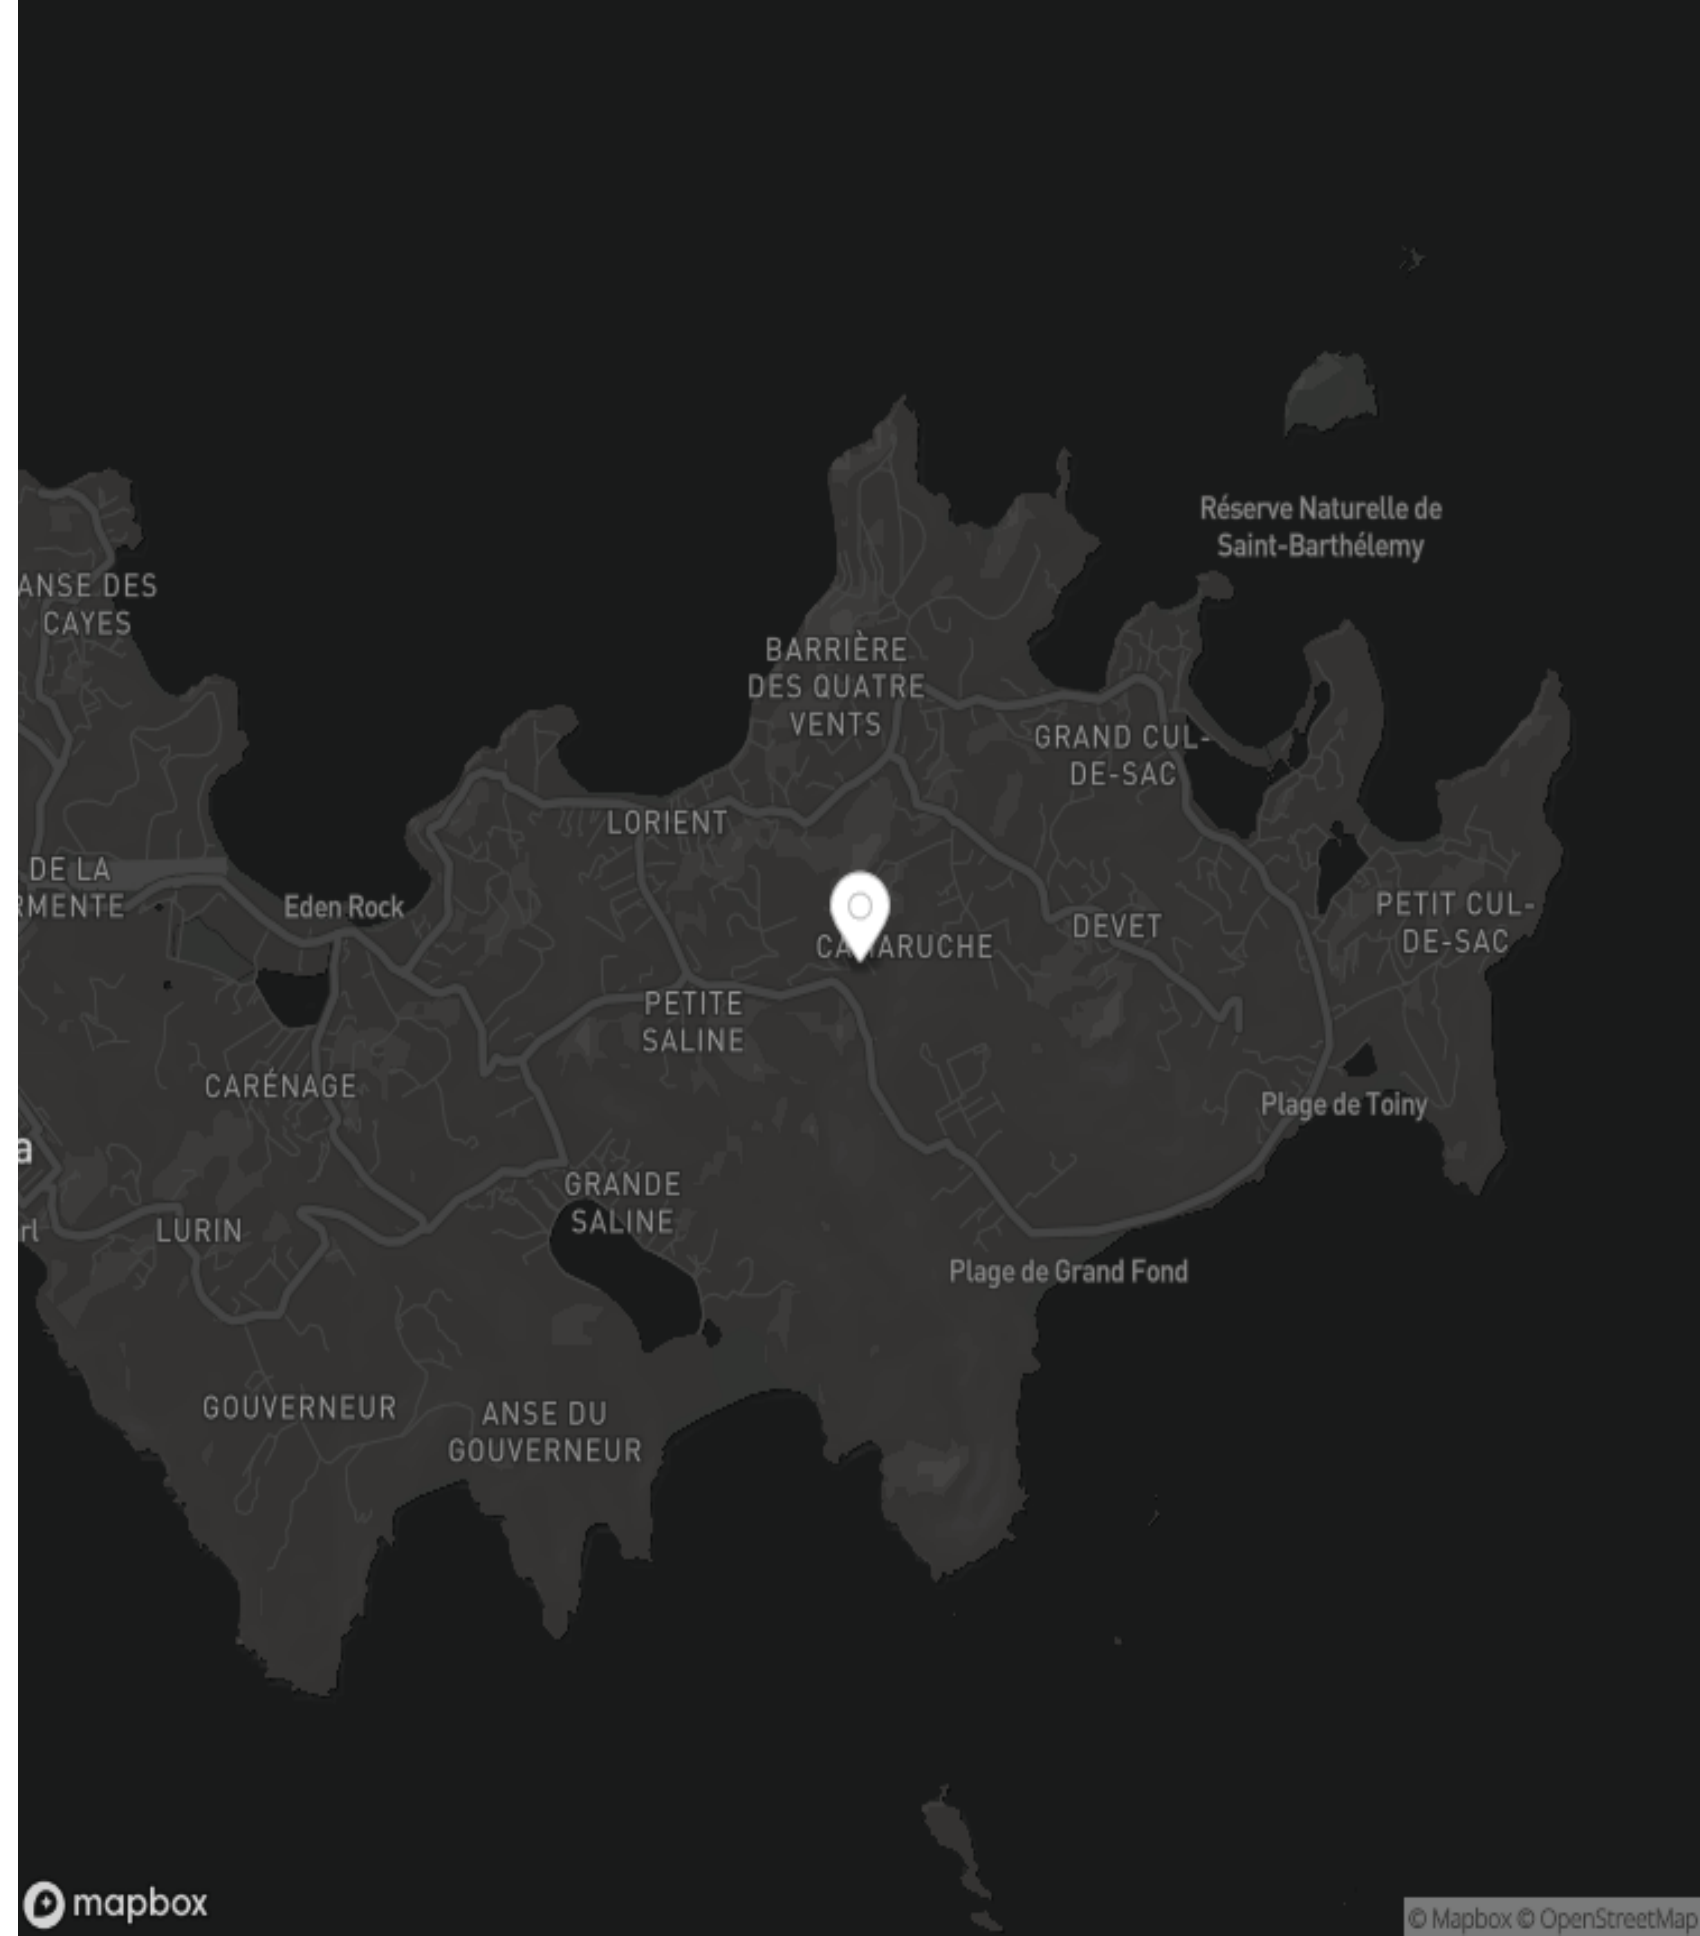 Réserve Naturelle de
Saint-Barthélemy
ANSE DES
CAYES
BARRIÈRE
DES QUATRE
VENTS
GRAND CUL-
DE-SAC
LORIENT
DE LA
RMENTE
Eden Rock
PETIT CUL-
DE-SAC
DEVET
PETITE
SALINE
CARÉNAGE
Plage de Toiny
a
GRANDE
SALINE
rl
LURIN
Plage de Grand Fond
GOUVERNEUR
ANSE DU
GOUVERNEUR
mapbox
© Mapbox © OpenStreetMap